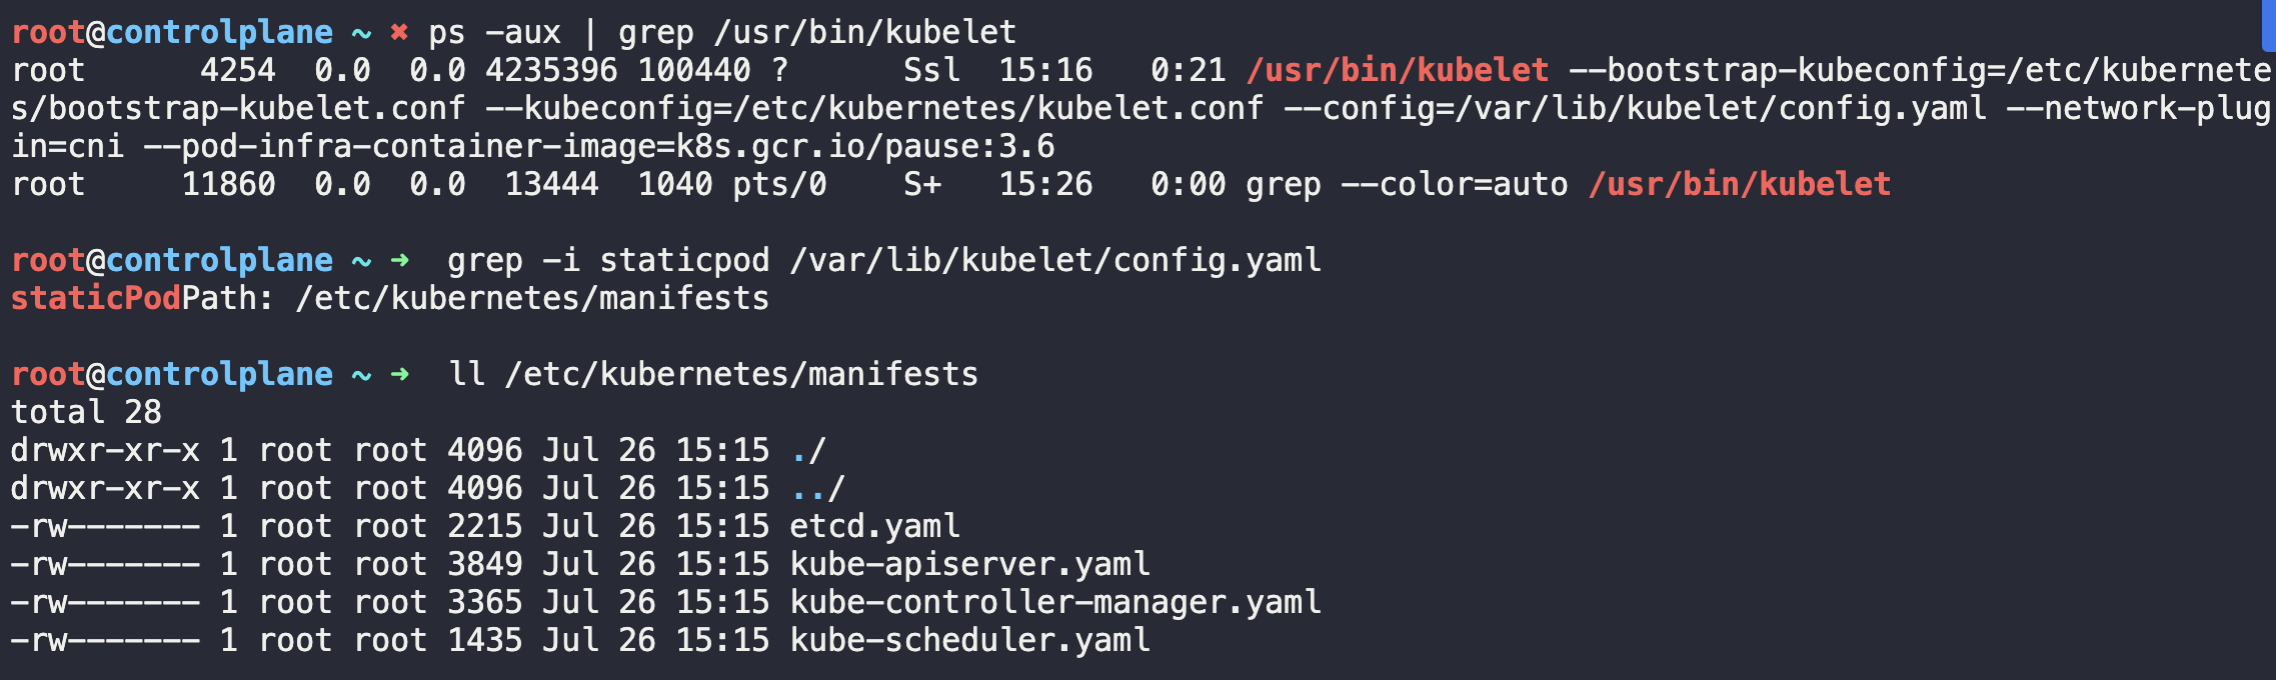 root@controlplane ~ ✖ ps -aux | grep /usr/bin/kubelet
root      4254  0.0  0.0 4235396 100440 ?      Ssl  15:16   0:21 /usr/bin/kubelet --bootstrap-kubeconfig=/etc/kubernete
s/bootstrap-kubelet.conf --kubeconfig=/etc/kubernetes/kubelet.conf --config=/var/lib/kubelet/config.yaml --network-plug
in=cni --pod-infra-container-image=k8s.gcr.io/pause:3.6
root     11860  0.0  0.0  13444  1040 pts/0    S+   15:26   0:00 grep --color=auto /usr/bin/kubelet
root@controlplane ~ ➜  grep -i staticpod /var/lib/kubelet/config.yaml
staticPodPath: /etc/kubernetes/manifests
root@controlplane ~ ➜  ll /etc/kubernetes/manifests
total 28
drwxr-xr-x 1 root root 4096 Jul 26 15:15 ./
drwxr-xr-x 1 root root 4096 Jul 26 15:15 ../
-rw------- 1 root root 2215 Jul 26 15:15 etcd.yaml
-rw------- 1 root root 3849 Jul 26 15:15 kube-apiserver.yaml
-rw------- 1 root root 3365 Jul 26 15:15 kube-controller-manager.yaml
-rw------- 1 root root 1435 Jul 26 15:15 kube-scheduler.yaml